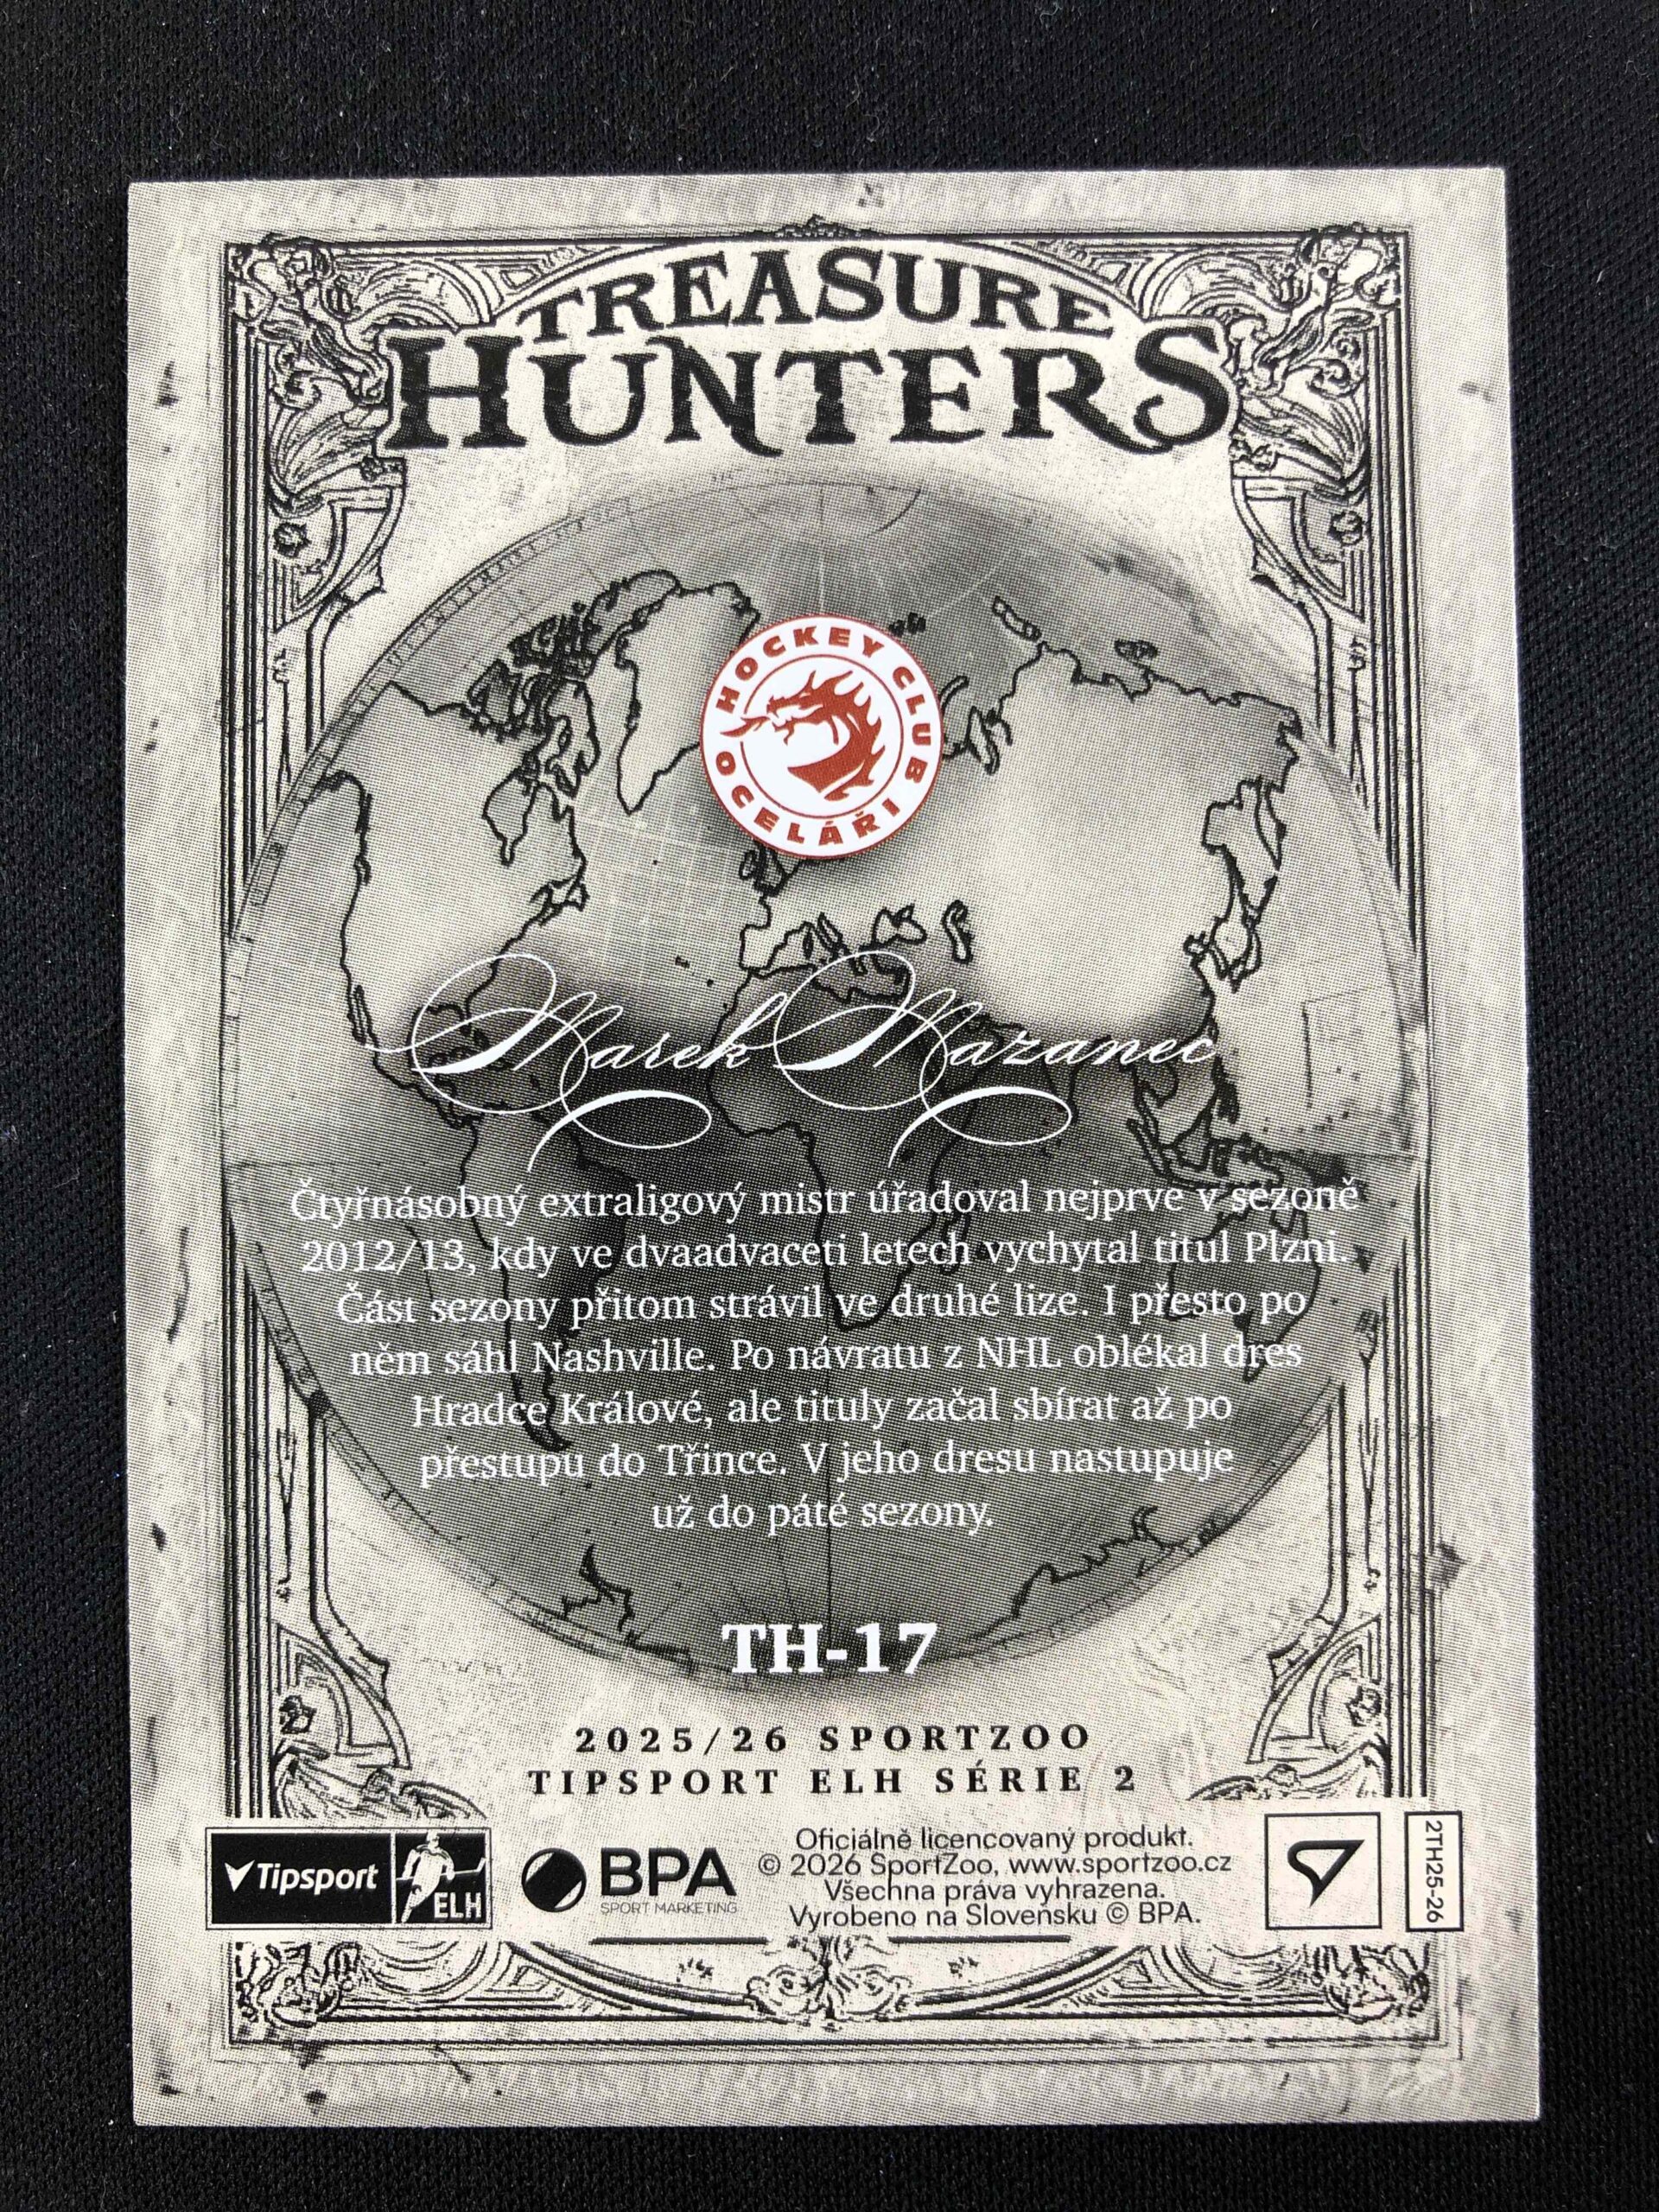 TREASURE
HUNTERS
HOCKEY CLUB
OCELÁŘI
Marek Mazanec
Čtyřnásobný extraligový mistr úřadoval nejprve v sezoně
2012/13, kdy ve dvaadvaceti letech vychytal titul Plzni.
Část sezony přitom strávil ve druhé lize. I přesto po
něm sáhl Nashville. Po návratu z NHL oblékal dres
Hradce Králové, ale tituly začal sbírat až po
přestupu do Třince. V jeho dresu nastupuje
už do páté sezony.
TH-17
2025/26 SPORTZOO
TIPSPORT ELH SÉRIE 2
Tipsport
ELH
BPA
SPORT MARKETING
Oficiálně licencovaný produkt.
© 2026 SportZoo, www.sportzoo.cz
Všechna práva vyhrazena.
Vyrobeno na Slovensku © BPA.
2TH25-26